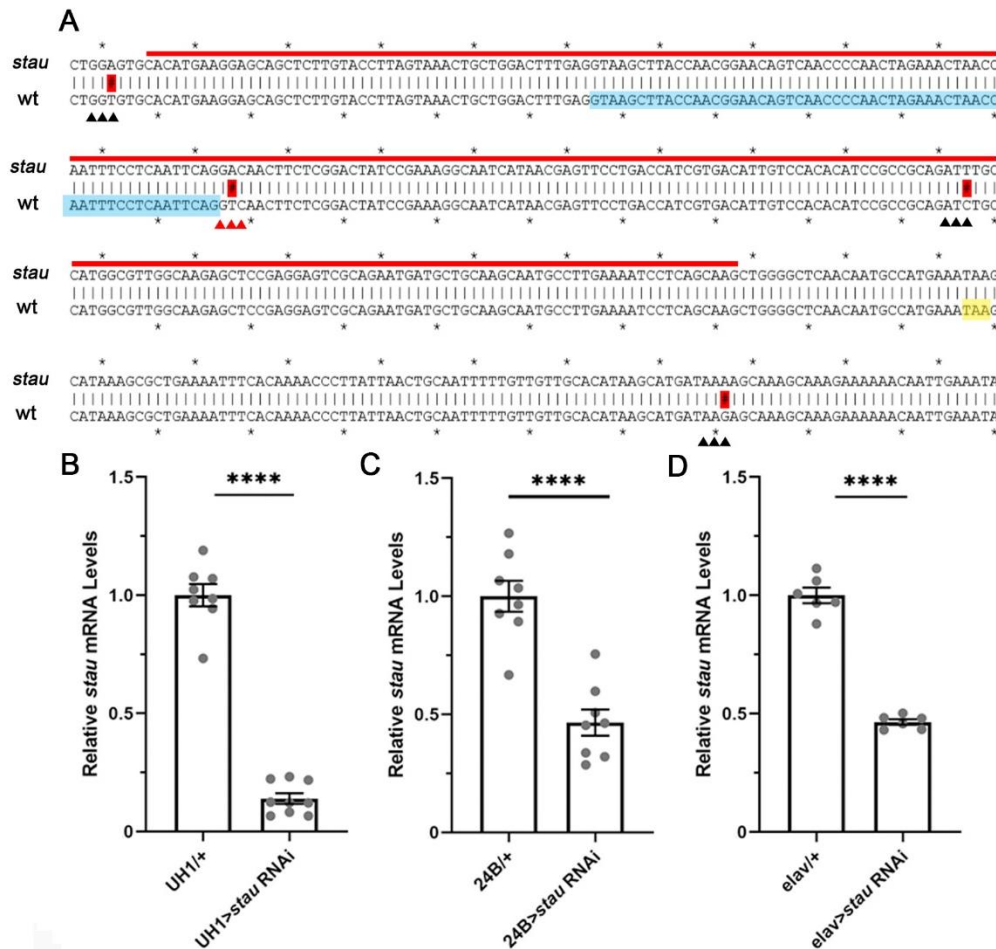 A
stau CTGGAGTGCACATGAAGGAGCAGCTCTTGTACCTTAGTAAACTGCTGGACTTTGAGGTAAGCTTACCAACGGAACAGTCAACCCCAACTAGAAACTAACC
wt CTGGTGTGCACATGAAGGAGCAGCTCTTGTACCTTAGTAAACTGCTGGACTTTGAGGTAAGCTTACCAACGGAACAGTCAACCCCAACTAGAAACTAACC
stau AATTTCCTCAATTCAGGACAACTTCTCGGACTATCCGAAAGGCAATCATAACGAGTTCCTGACCATCGTGACATTGTCCACACATCCGCCGCAGATTTGC
wt AATTTCCTCAATTCAGGTCAACTTCTCGGACTATCCGAAAGGCAATCATAACGAGTTCCTGACCATCGTGACATTGTCCACACATCCGCCGCAGATCTGC
stau CATGGCGTTGGCAAGAGCTCCGAGGAGTCGCAGAATGATGCTGCAAGCAATGCCTTGAAAATCCTCAGCAAGCTGGGGCTCAACAATGCCATGAAATAAG
wt CATGGCGTTGGCAAGAGCTCCGAGGAGTCGCAGAATGATGCTGCAAGCAATGCCTTGAAAATCCTCAGCAAGCTGGGGCTCAACAATGCCATGAAATAAG
stau CATAAAGCGCTGAAAATTTCACAAAACCCTTATTAACTGCAATTTTTGTTGTTGCACATAAGCATGATAAAAGCAAAGCAAAGAAAAAACAATTGAAATA
wt CATAAAGCGCTGAAAATTTCACAAAACCCTTATTAACTGCAATTTTTGTTGTTGCACATAAGCATGATAAGAGCAAAGCAAAGAAAAAACAATTGAAATA
B
****
Relative stau mRNA Levels
1.5
1.0
0.5
0
UH1/+
UH1>stau RNAi
C
****
Relative stau mRNA Levels
1.5
1.0
0.5
0
24B/+
24B>stau RNAi
D
****
Relative stau mRNA Levels
1.5
1.0
0.5
0
elav/+
elav>stau RNAi